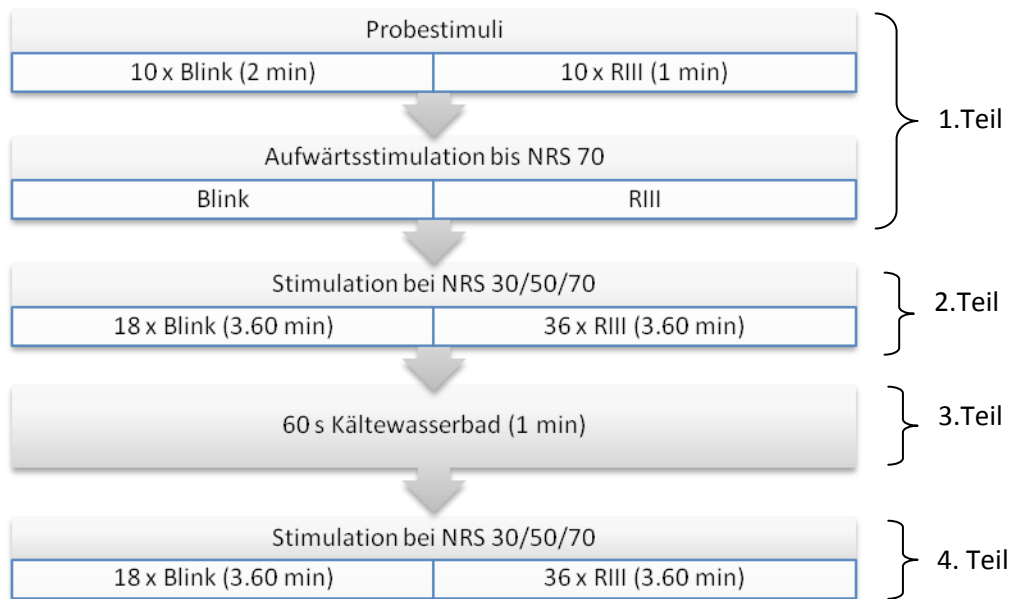 Probestimuli
10 x Blink (2 min)
10 x RIII (1 min)
1.Teil
Aufwärtsstimulation bis NRS 70
Blink
RIII
Stimulation bei NRS 30/50/70
18 x Blink (3.60 min)
36 x RIII (3.60 min)
2.Teil
60 s Kältewasserbad (1 min)
3.Teil
Stimulation bei NRS 30/50/70
18 x Blink (3.60 min)
36 x RIII (3.60 min)
4. Teil